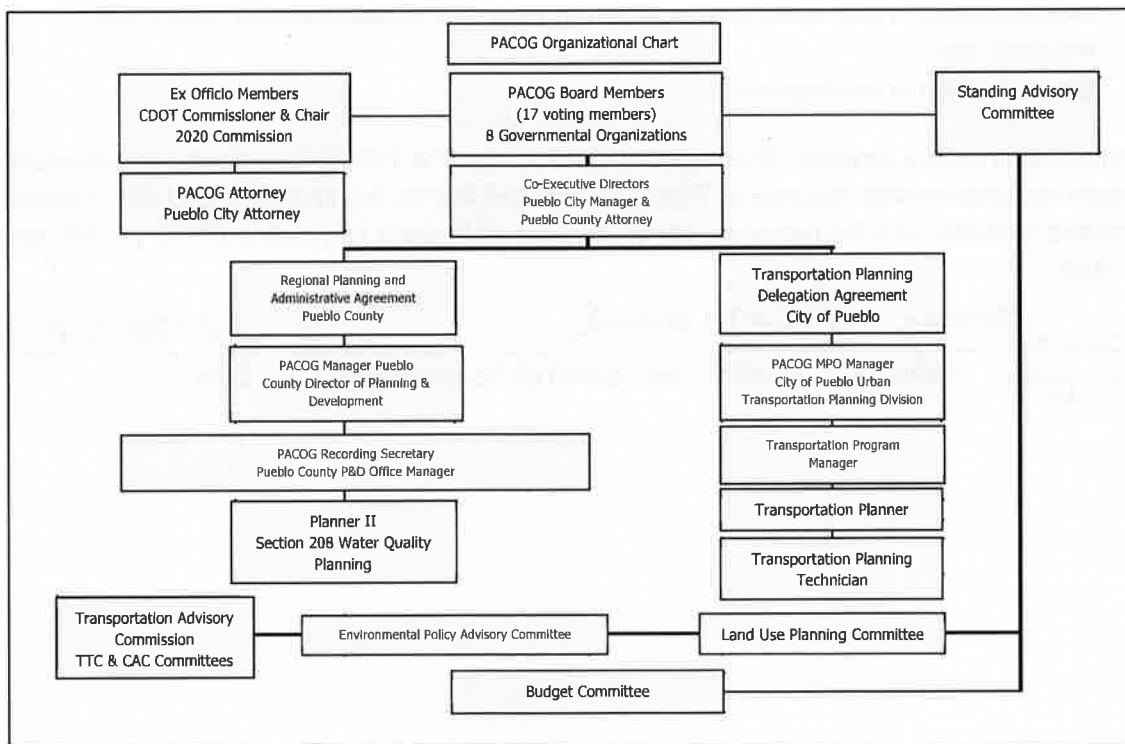 PACOG Organizational Chart
Ex Officio Members
CDOT Commissioner & Chair
2020 Commission
PACOG Board Members
(17 voting members)
8 Governmental Organizations
Standing Advisory
Committee
PACOG Attorney
Pueblo City Attorney
Co-Executive Directors
Pueblo City Manager &
Pueblo County Attorney
Regional Planning and
Administrative Agreement
Pueblo County
Transportation Planning
Delegation Agreement
City of Pueblo
PACOG Manager Pueblo
County Director of Planning &
Development
PACOG MPO Manager
City of Pueblo Urban
Transportation Planning Division
PACOG Recording Secretary
Pueblo County P&D Office Manager
Transportation Program
Manager
Planner II
Section 208 Water Quality
Planning
Transportation Planner
Transportation Planning
Technician
Transportation Advisory
Commission
TTC & CAC Committees
Environmental Policy Advisory Committee
Land Use Planning Committee
Budget Committee